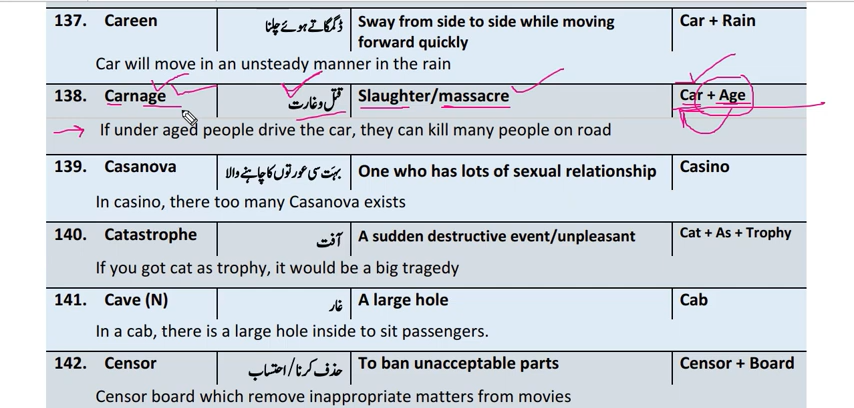 137. Careen ڈگمگاتے ہوئے چلنا Sway from side to side while moving forward quickly Car + Rain
Car will move in an unsteady manner in the rain
138. Carnage قتل وغارت Slaughter/massacre Car + Age
If under aged people drive the car, they can kill many people on road
139. Casanova بہت سی عورتوں کا چاہنے والا One who has lots of sexual relationship Casino
In casino, there too many Casanova exists
140. Catastrophe آفت A sudden destructive event/unpleasant Cat + As + Trophy
If you got cat as trophy, it would be a big tragedy
141. Cave (N) غار A large hole Cab
In a cab, there is a large hole inside to sit passengers.
142. Censor حذف کرنا/احتساب To ban unacceptable parts Censor + Board
Censor board which remove inappropriate matters from movies